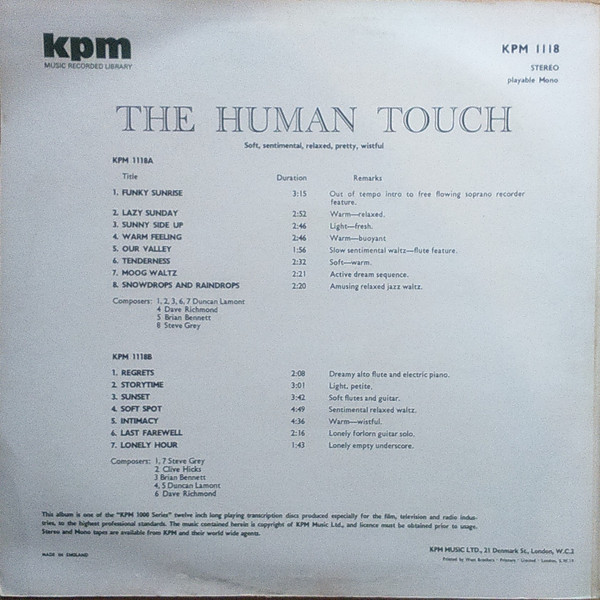 kpm
MUSIC RECORDED LIBRARY
KPM 1118
STEREO
playable Mono
THE HUMAN TOUCH
Soft, sentimental, relaxed, pretty, wistful
KPM 1118A
Title Duration Remarks
1. FUNKY SUNRISE 3:15 Out of tempo intro to free flowing soprano recorder
feature.
2. LAZY SUNDAY 2:52 Warm—relaxed.
3. SUNNY SIDE UP 2:46 Light—fresh.
4. WARM FEELING 2:46 Warm—buoyant
5. OUR VALLEY 1:56 Slow sentimental waltz—flute feature.
6. TENDERNESS 2:32 Soft—warm.
7. MOOG WALTZ 2:21 Active dream sequence.
8. SNOWDROPS AND RAINDROPS 2:20 Amusing relaxed jazz waltz.
Composers: 1, 2, 3, 6, 7 Duncan Lamont
4 Dave Richmond
5 Brian Bennett
8 Steve Grey
KPM 1118B
1. REGRETS 2:08 Dreamy alto flute and electric piano.
2. STORYTIME 3:01 Light, petite.
3. SUNSET 3:42 Soft flutes and guitar.
4. SOFT SPOT 4:49 Sentimental relaxed waltz.
5. INTIMACY 4:36 Warm—wistful.
6. LAST FAREWELL 2:16 Lonely forlorn guitar solo.
7. LONELY HOUR 1:43 Lonely empty underscore.
Composers: 1, 7 Steve Grey
2 Clive Hicks
3 Brian Bennett
4, 5 Duncan Lamont
6 Dave Richmond
This album is one of the "KPM 1000 Series" twelve inch long playing transcription discs produced especially for the film, television and radio indus-
tries, to the highest professional standards. The music contained herein is copyright of KPM Music Ltd., and licence must be obtained prior to usage.
Stereo and Mono tapes are available from KPM and their world wide agents.
KPM MUSIC LTD., 21 Denmark St., London, W.C.2
MADE IN ENGLAND
Printed by
Printers Limited London, S.W.19